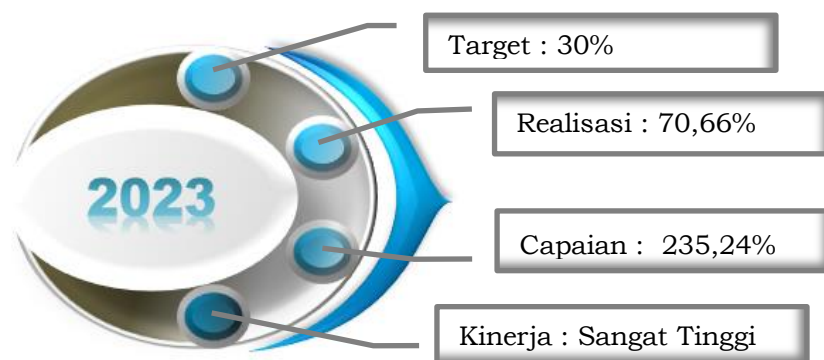 Target : 30%
Realisasi : 70,66%
2023
Capaian : 235,24%
Kinerja : Sangat Tinggi